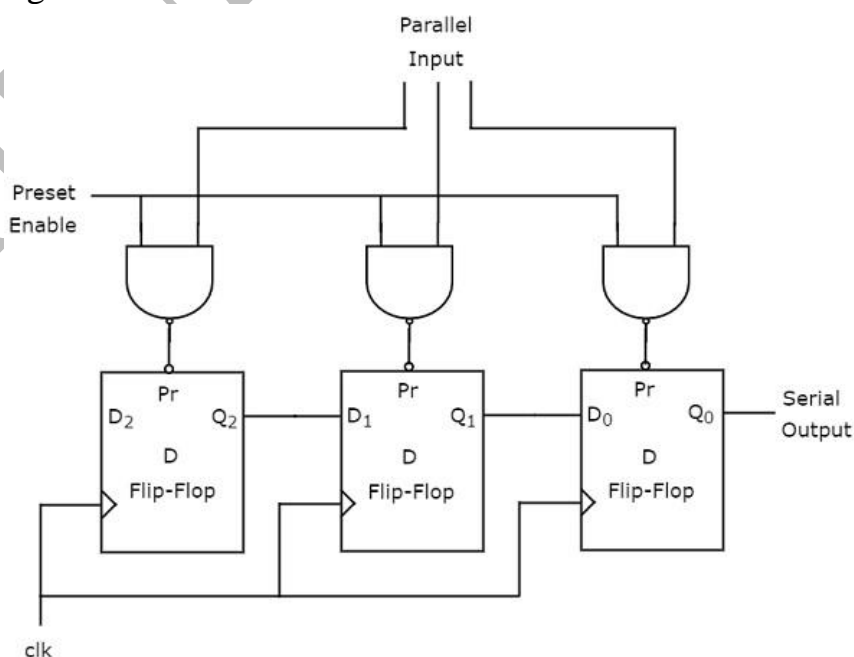 Parallel
Input
Preset
Enable
Pr
D₂ Q₂
D
Flip-Flop
Pr
D₁ Q₁
D
Flip-Flop
Pr
D₀ Q₀
D
Flip-Flop
Serial
Output
clk